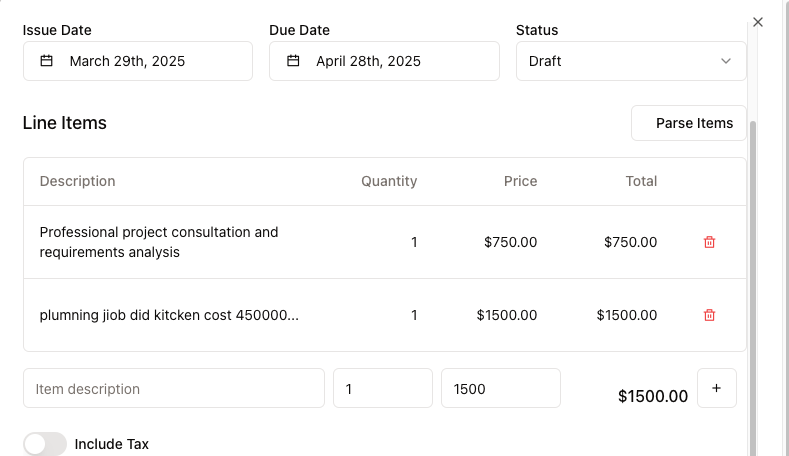 Issue Date Due Date Status
March 29th, 2025 April 28th, 2025 Draft
Line Items Parse Items
Description Quantity Price Total
Professional project consultation and
requirements analysis 1 $750.00 $750.00
plumning jiob did kitcken cost 450000... 1 $1500.00 $1500.00
Item description 1 1500 $1500.00 +
Include Tax